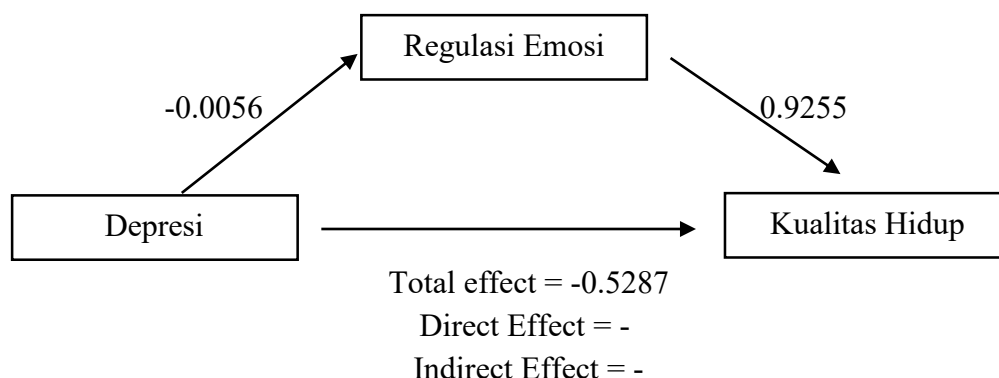 Regulasi Emosi
-0.0056
0.9255
Depresi
Kualitas Hidup
Total effect = -0.5287
Direct Effect = -
Indirect Effect = -